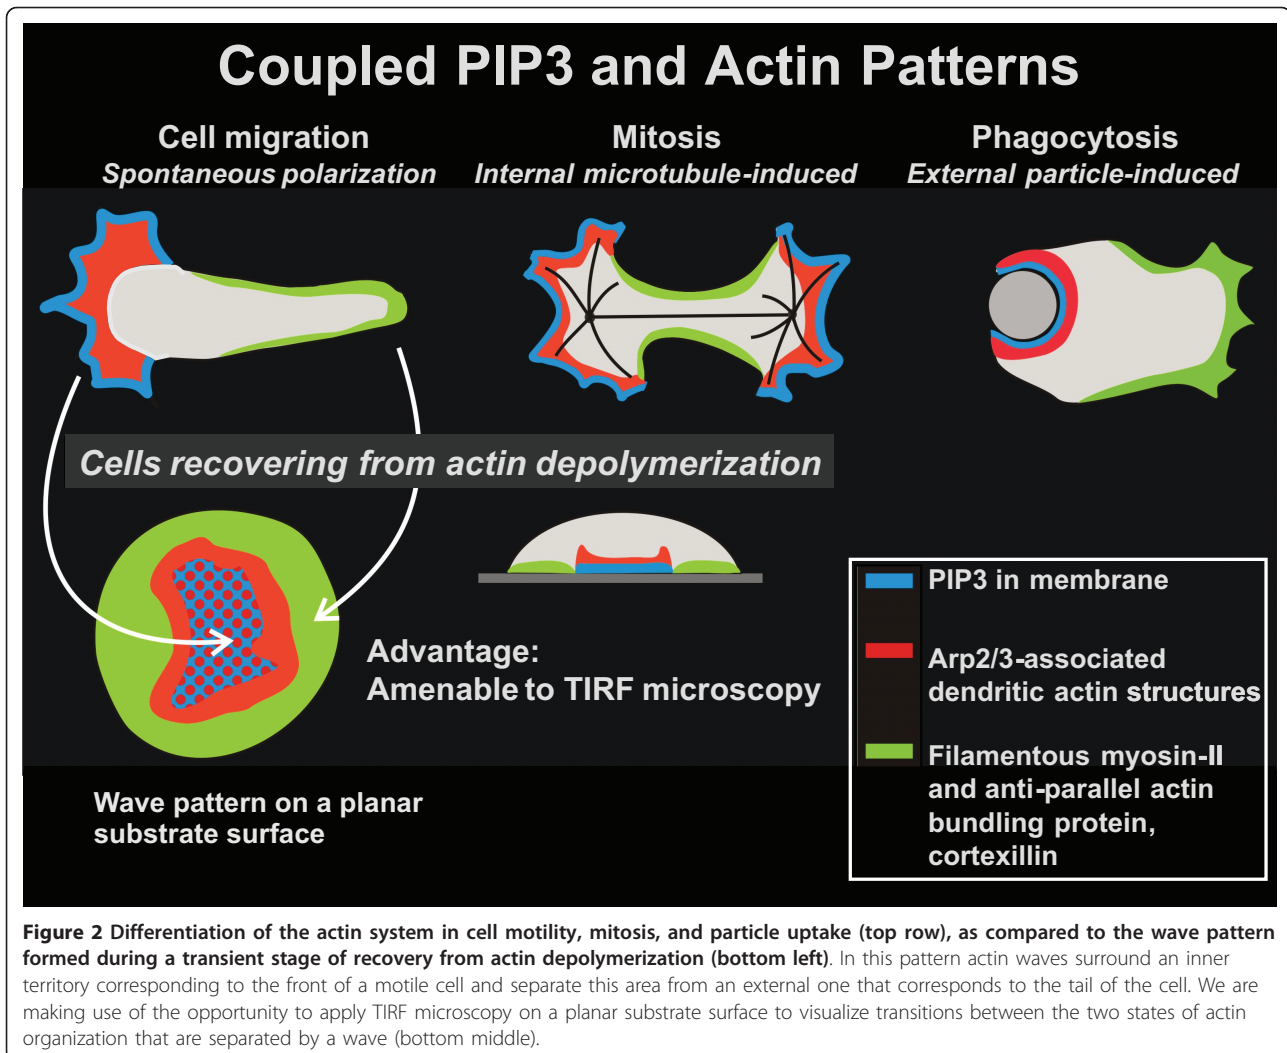 Coupled PIP3 and Actin Patterns
Cell migration
Spontaneous polarization
Mitosis
Internal microtubule-induced
Phagocytosis
External particle-induced
Cells recovering from actin depolymerization
Advantage:
Amenable to TIRF microscopy
Wave pattern on a planar
substrate surface
PIP3 in membrane
Arp2/3-associated
dendritic actin structures
Filamentous myosin-II
and anti-parallel actin
bundling protein,
cortexillin
Figure 2 Differentiation of the actin system in cell motility, mitosis, and particle uptake (top row), as compared to the wave pattern
formed during a transient stage of recovery from actin depolymerization (bottom left). In this pattern actin waves surround an inner
territory corresponding to the front of a motile cell and separate this area from an external one that corresponds to the tail of the cell. We are
making use of the opportunity to apply TIRF microscopy on a planar substrate surface to visualize transitions between the two states of actin
organization that are separated by a wave (bottom middle).